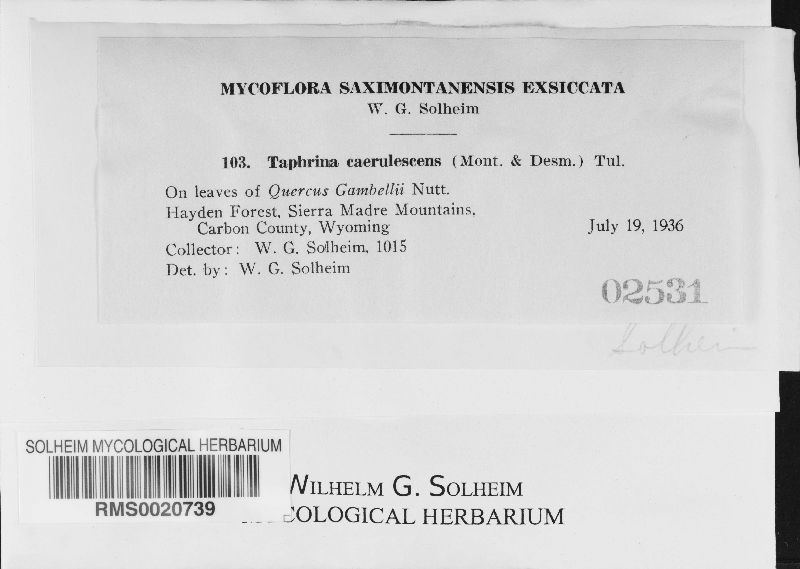 MYCOFLORA SAXIMONTANENSIS EXSICCATA
W. G. Solheim
103. Taphrina caerulescens (Mont. & Desm.) Tul.
On leaves of Quercus Gambellii Nutt.
Hayden Forest, Sierra Madre Mountains,
Carbon County, Wyoming July 19, 1936
Collector: W. G. Solheim, 1015
Det. by: W. G. Solheim
02531
Solheim
SOLHEIM MYCOLOGICAL HERBARIUM
RMS0020739
WILHELM G. SOLHEIM
COLOGICAL HERBARIUM